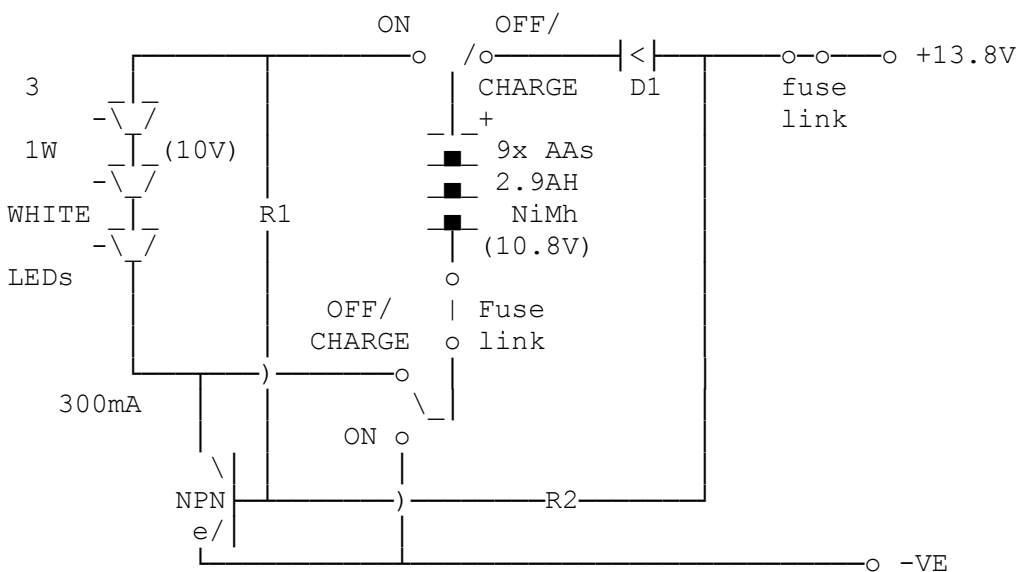 ON OFF/
+13.8V
3 CHARGE D1 fuse
+ link
1W (10V) 9x AAs
2.9AH
WHITE R1 NiMh
(10.8V)
LEDs
OFF/ Fuse
CHARGE link
300mA
ON
NPN R2
e
-VE